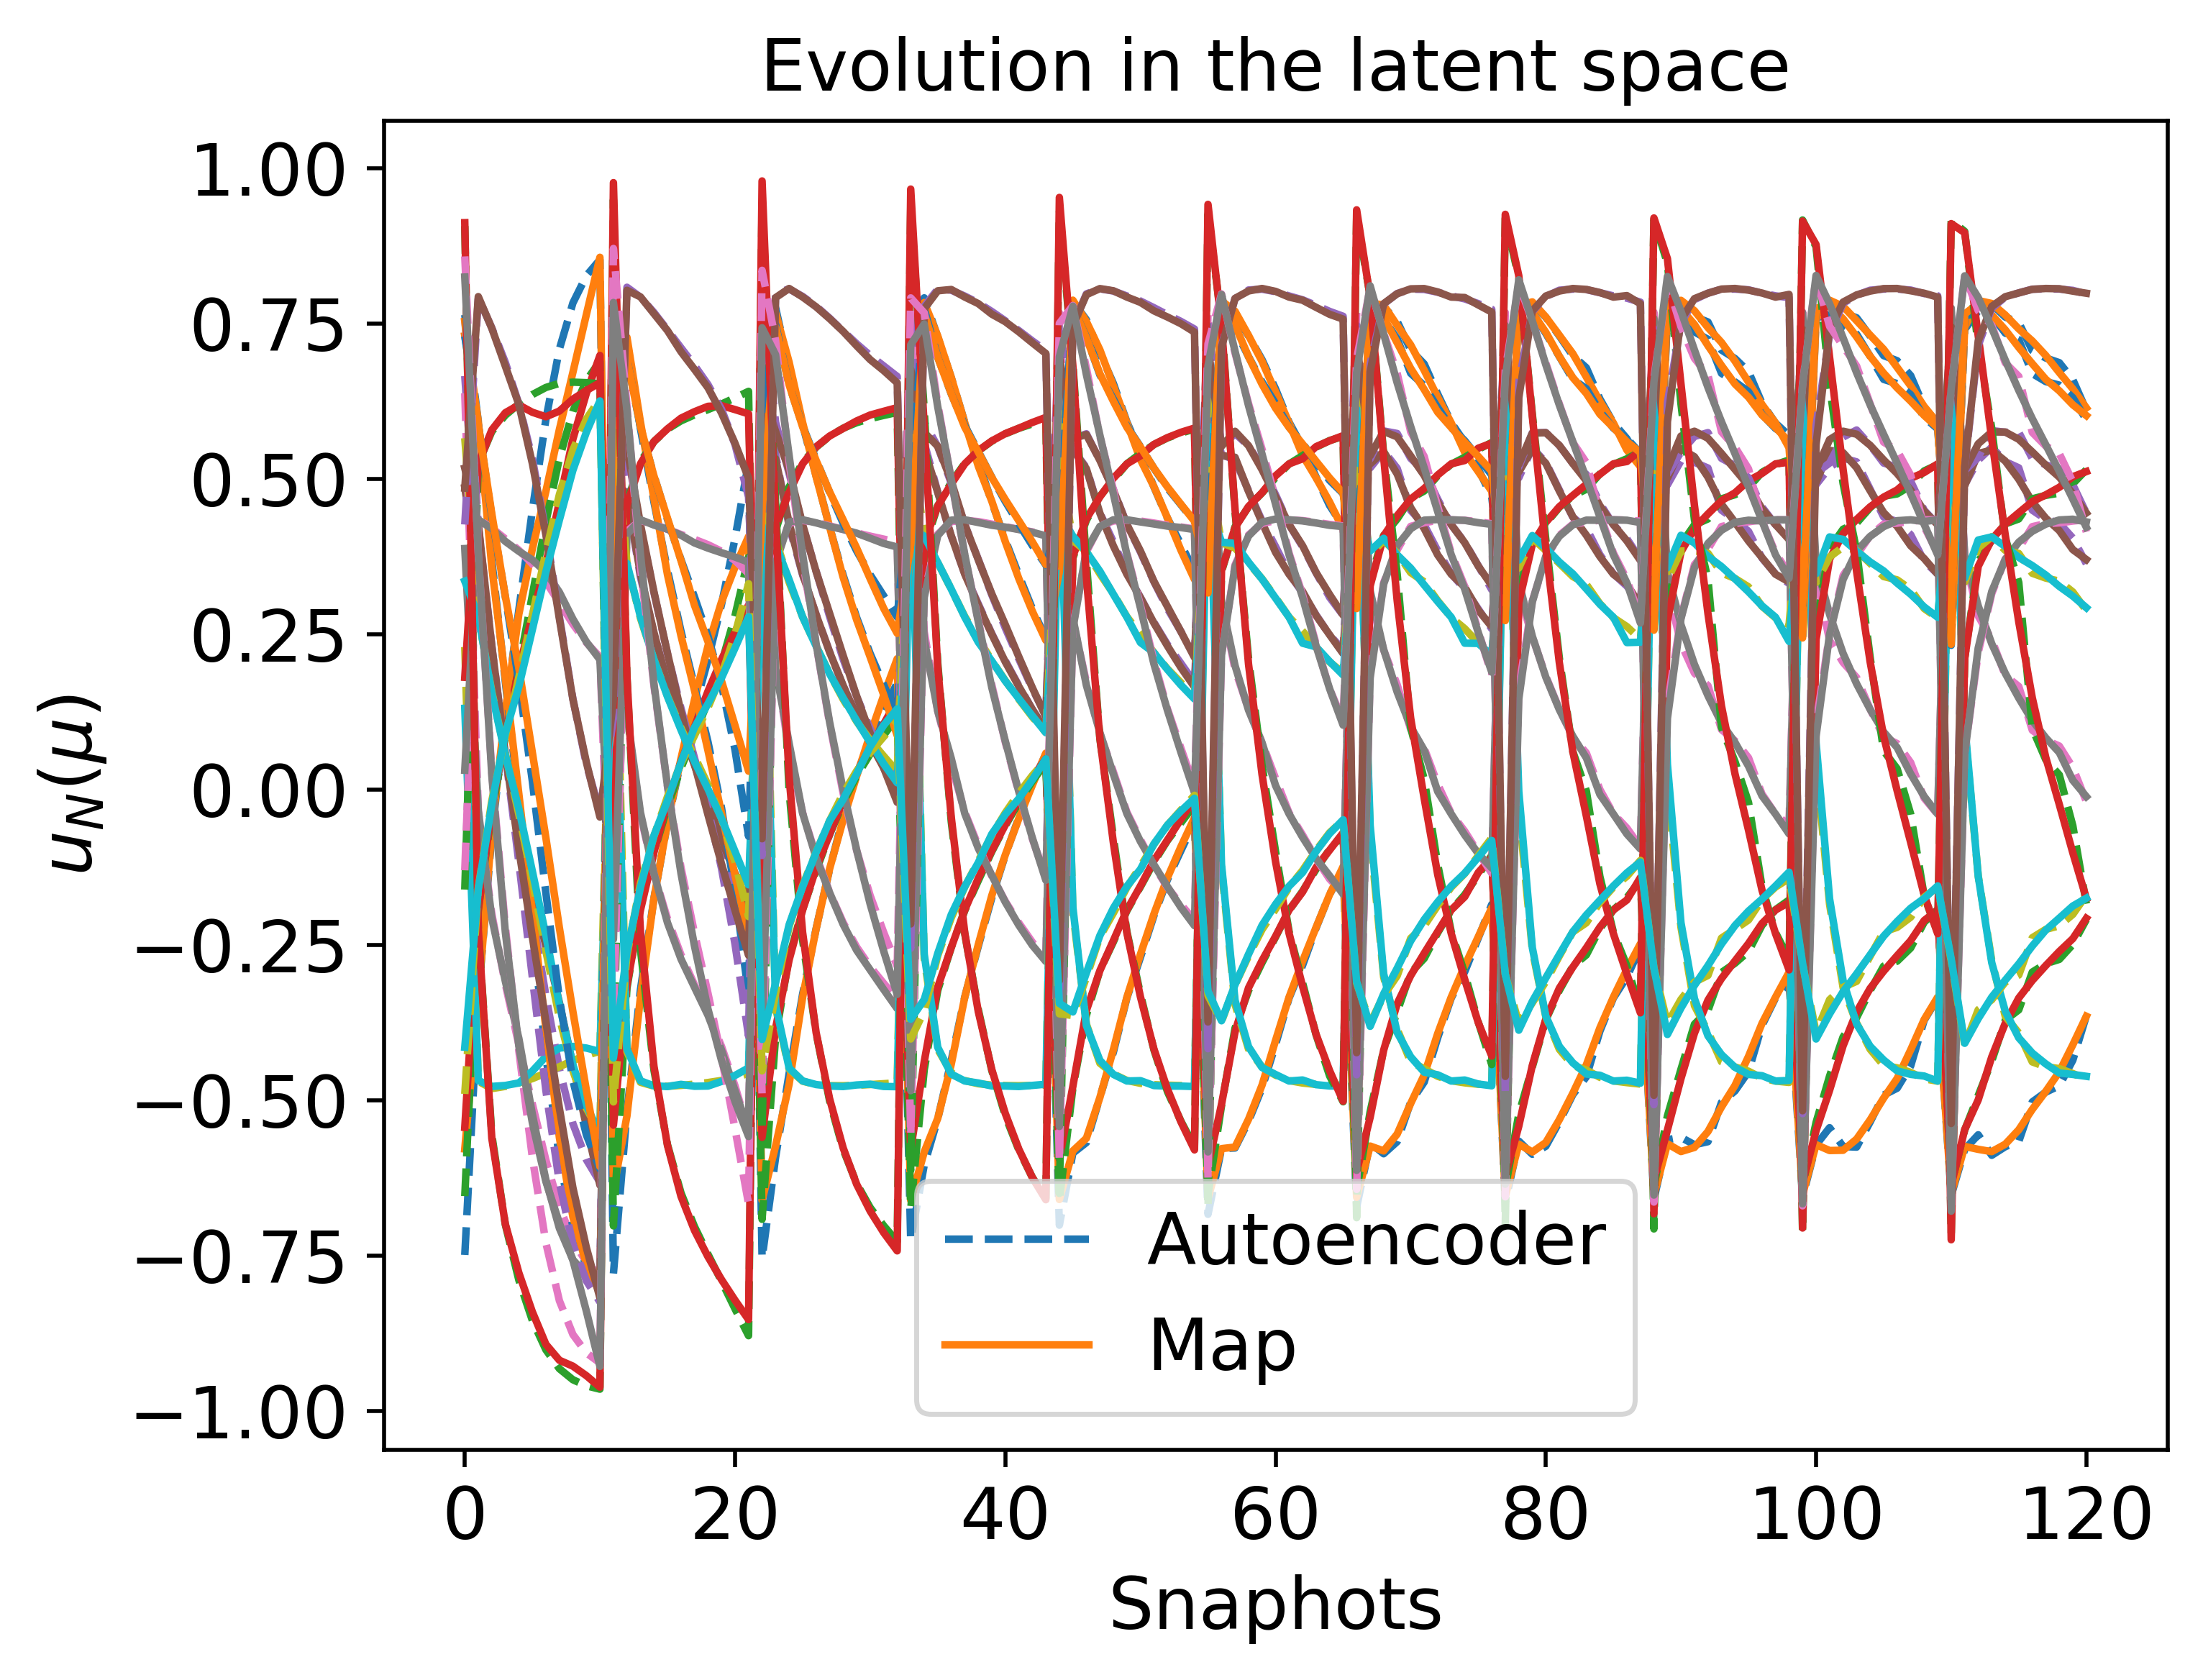 Evolution in the latent space
1.00
0.75
0.50
0.25
0.00
−0.25
−0.50
−0.75
−1.00
u_N(μ)
Autoencoder
Map
0 20 40 60 80 100 120
Snaphots